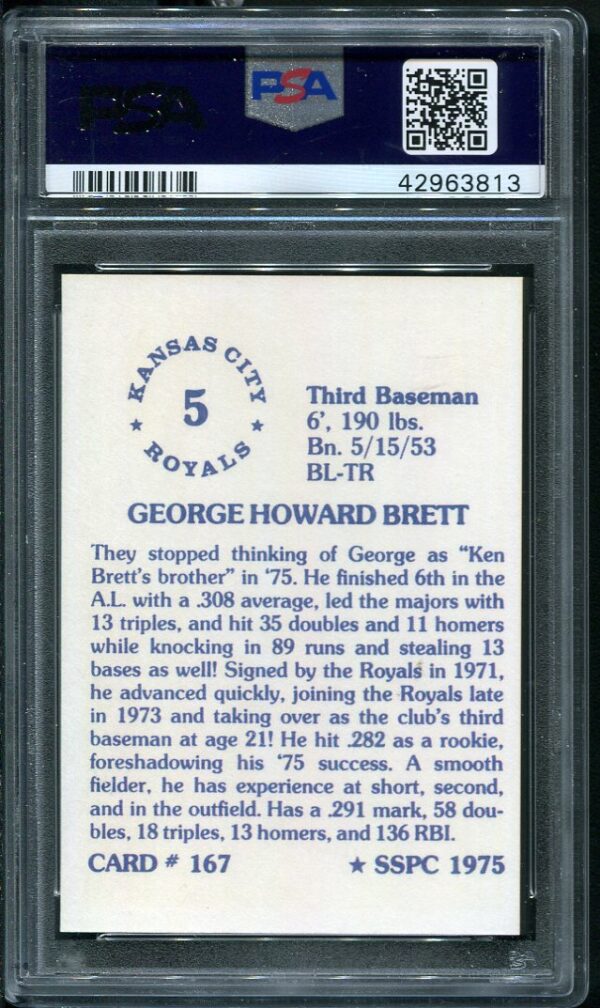 PSA
PSA
42963813
KANSAS CITY
5
ROYALS
Third Baseman
6', 190 lbs.
Bn. 5/15/53
BL-TR
GEORGE HOWARD BRETT
They stopped thinking of George as "Ken
Brett's brother" in '75. He finished 6th in the
A.L. with a .308 average, led the majors with
13 triples, and hit 35 doubles and 11 homers
while knocking in 89 runs and stealing 13
bases as well! Signed by the Royals in 1971,
he advanced quickly, joining the Royals late
in 1973 and taking over as the club's third
baseman at age 21! He hit .282 as a rookie,
foreshadowing his '75 success. A smooth
fielder, he has experience at short, second,
and in the outfield. Has a .291 mark, 58 dou-
bles, 18 triples, 13 homers, and 136 RBI.
CARD # 167 ★ SSPC 1975